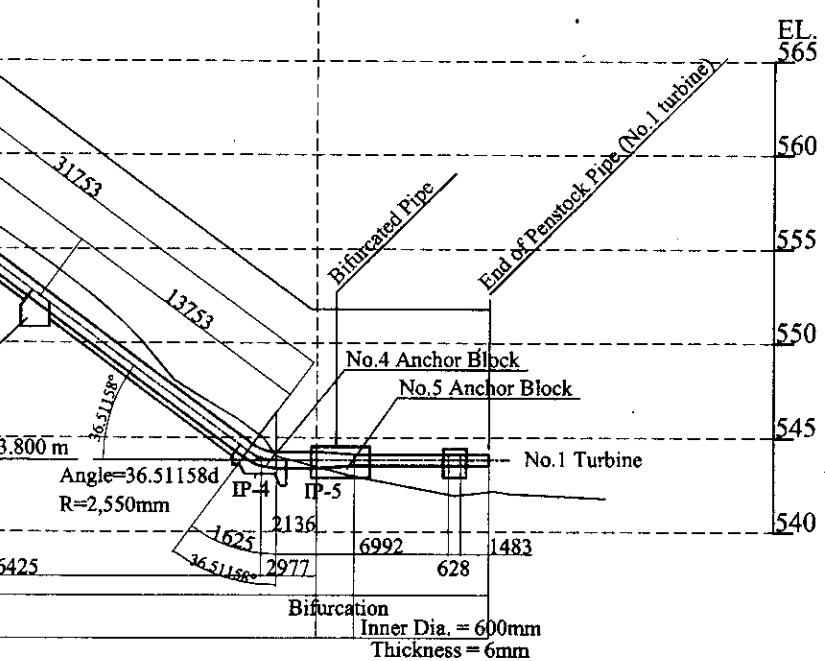 EL.
565
560
555
550
545
540
End of Penstock Pipe (No.1 turbine)
Bifurcated Pipe
31753
13753
No.4 Anchor Block
No.5 Anchor Block
36.51158°
3.800 m
No.1 Turbine
Angle=36.51158d
R=2,550mm
IP-4
IP-5
1625
2136
6992
1483
36.51158°
6425
2977
628
Bifurcation
Inner Dia. = 600mm
Thickness = 6mm